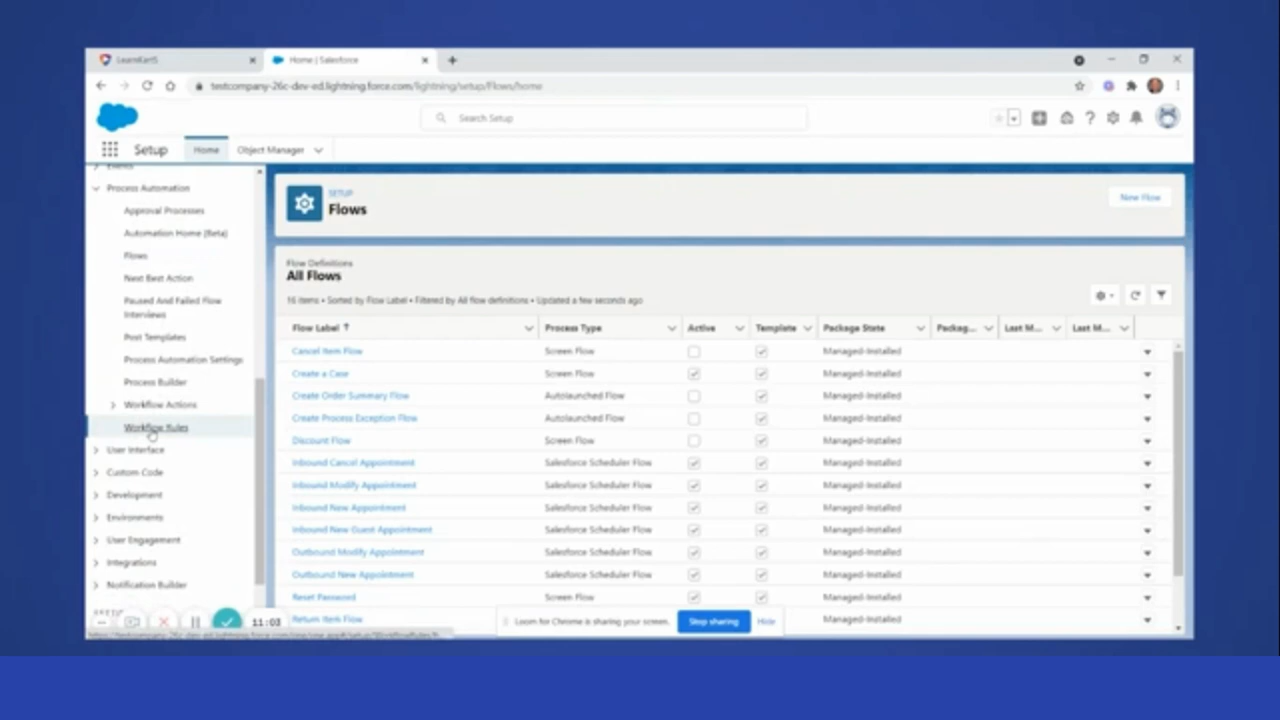 LearnKartS
Home | Salesforce
testcompany-26c-dev-ed.lightning.force.com/lightning/setup/Flows/home
Search Setup
Setup
Home
Object Manager
Events
Process Automation
Approval Processes
Automation Home (Beta)
Flows
Next Best Action
Paused And Failed Flow
Interviews
Post Templates
Process Automation Settings
Process Builder
Workflow Actions
Workflow Rules
User Interface
Custom Code
Development
Environments
User Engagement
Integrations
Notification Builder
11:03
SETUP
Flows
New Flow
Flow Definitions
All Flows
16 items • Sorted by Flow Label • Filtered by All flow definitions • Updated a few seconds ago
Flow Label ↑ Process Type Active Template Package State Packag... Last M... Last M...
Cancel Item Flow Screen Flow Managed-Installed
Create a Case Screen Flow Managed-Installed
Create Order Summary Flow Autolaunched Flow Managed-Installed
Create Process Exception Flow Autolaunched Flow Managed-Installed
Discount Flow Screen Flow Managed-Installed
Inbound Cancel Appointment Salesforce Scheduler Flow Managed-Installed
Inbound Modify Appointment Salesforce Scheduler Flow Managed-Installed
Inbound New Appointment Salesforce Scheduler Flow Managed-Installed
Inbound New Guest Appointment Salesforce Scheduler Flow Managed-Installed
Outbound Modify Appointment Salesforce Scheduler Flow Managed-Installed
Outbound New Appointment Salesforce Scheduler Flow Managed-Installed
Reset Password Screen Flow Managed-Installed
Return Item Flow Managed-Installed
Loom for Chrome is sharing your screen. Stop sharing Hide